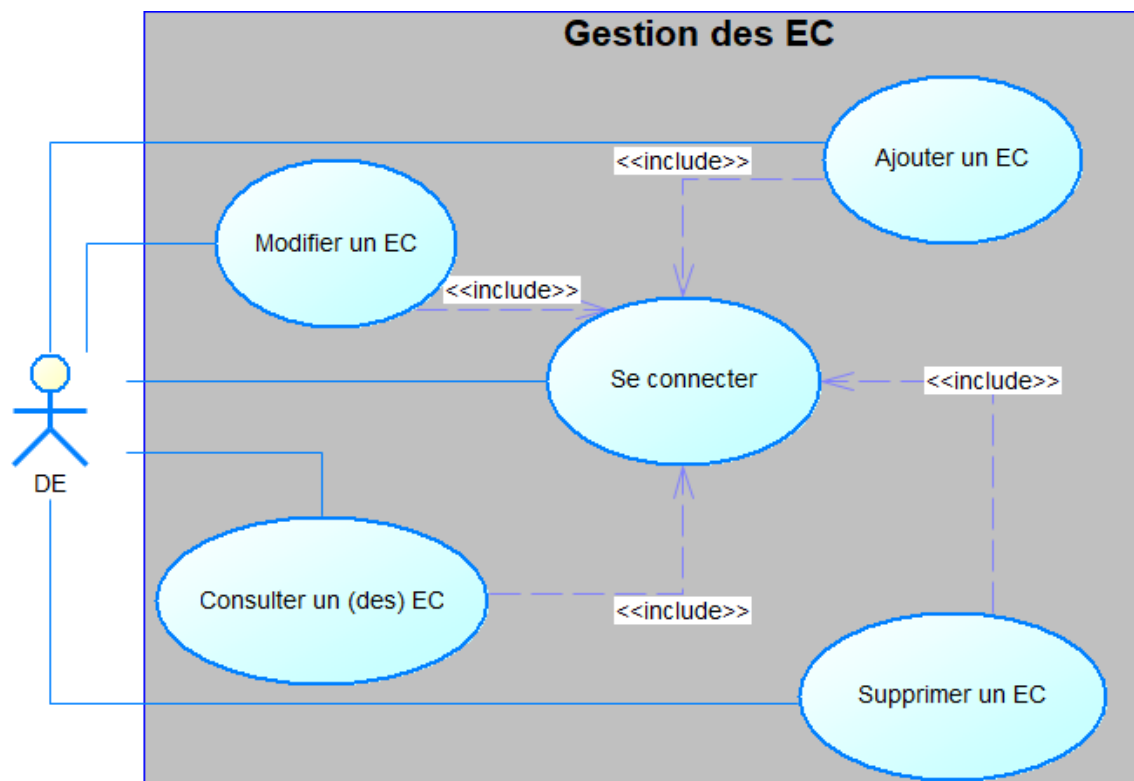 Gestion des EC
Ajouter un EC
<<include>>
Modifier un EC
<<include>>
Se connecter
<<include>>
DE
Consulter un (des) EC
<<include>>
Supprimer un EC